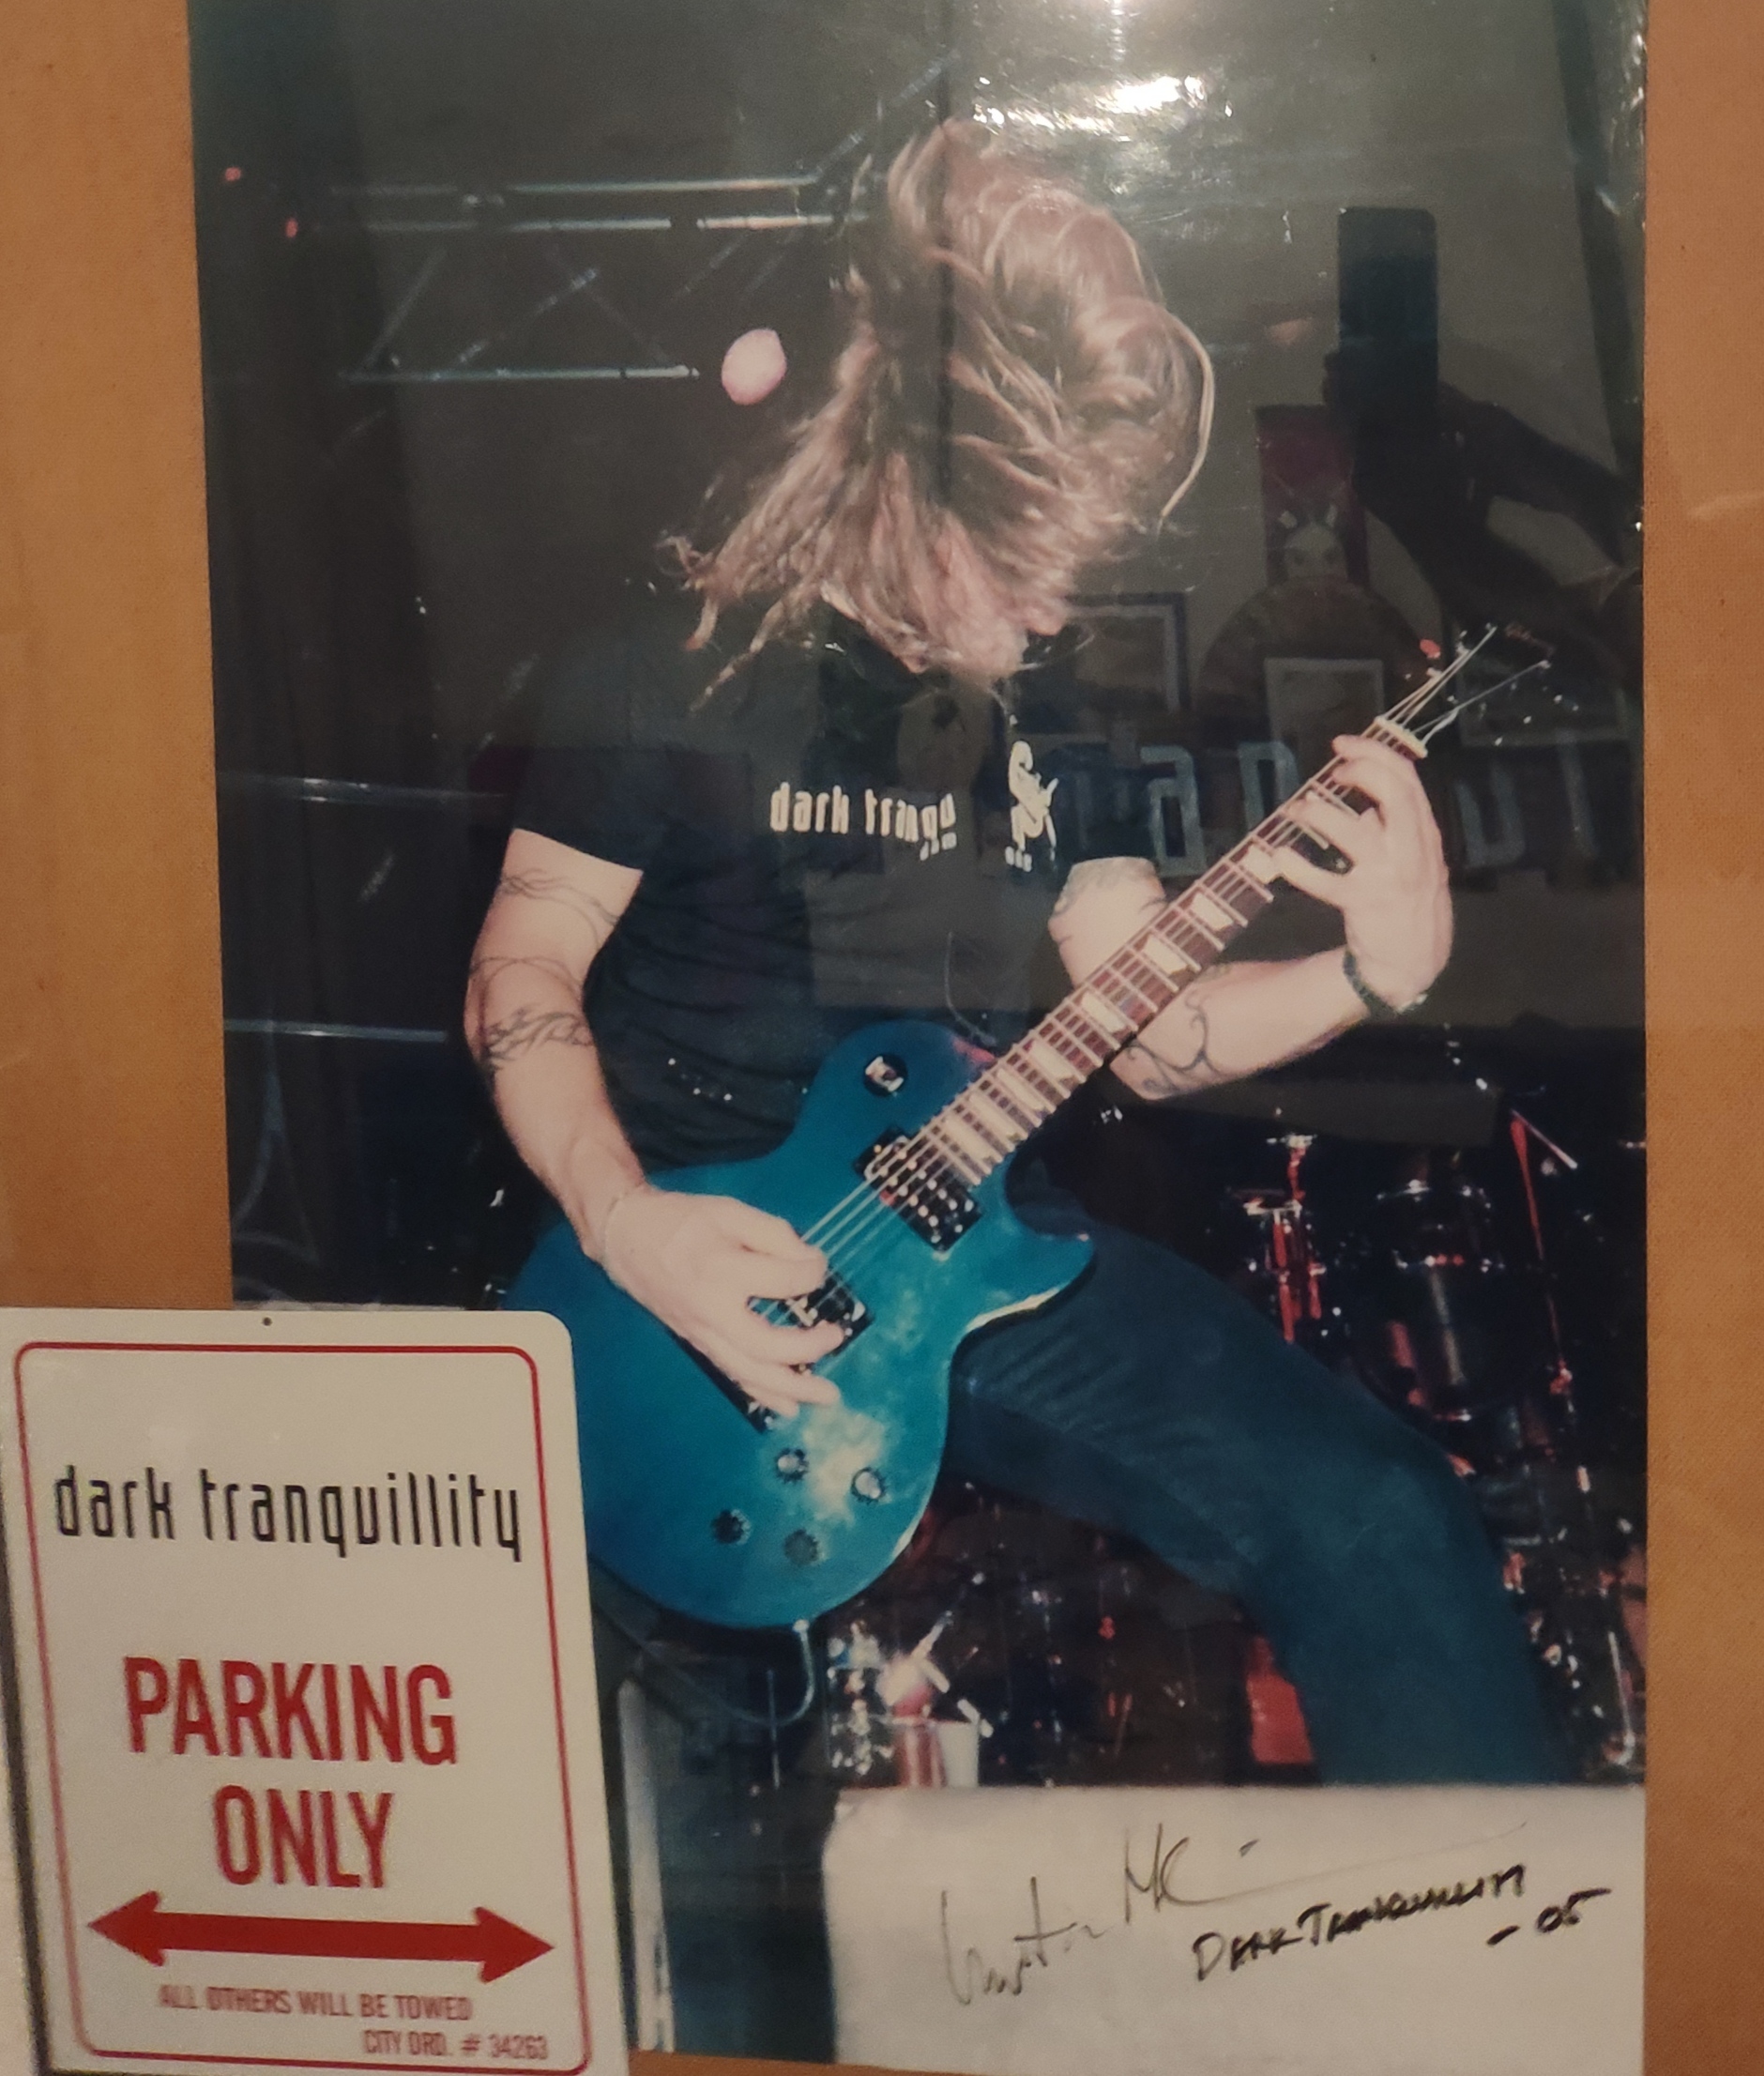 dark tranqu
dark tranquillity
PARKING
ONLY
ALL OTHERS WILL BE TOWED
CITY ORD. # 34263
Dark Tranquillity
- 05